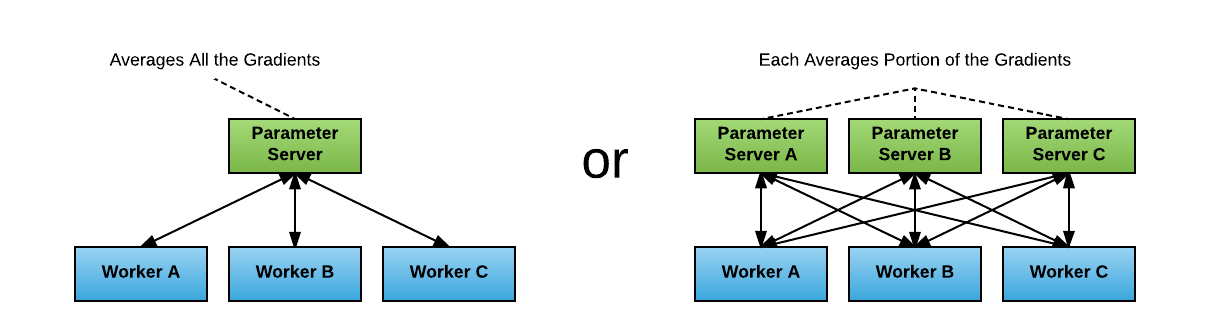 Averages All the Gradients
Parameter
Server
Worker A
Worker B
Worker C
or
Each Averages Portion of the Gradients
Parameter
Server A
Parameter
Server B
Parameter
Server C
Worker A
Worker B
Worker C